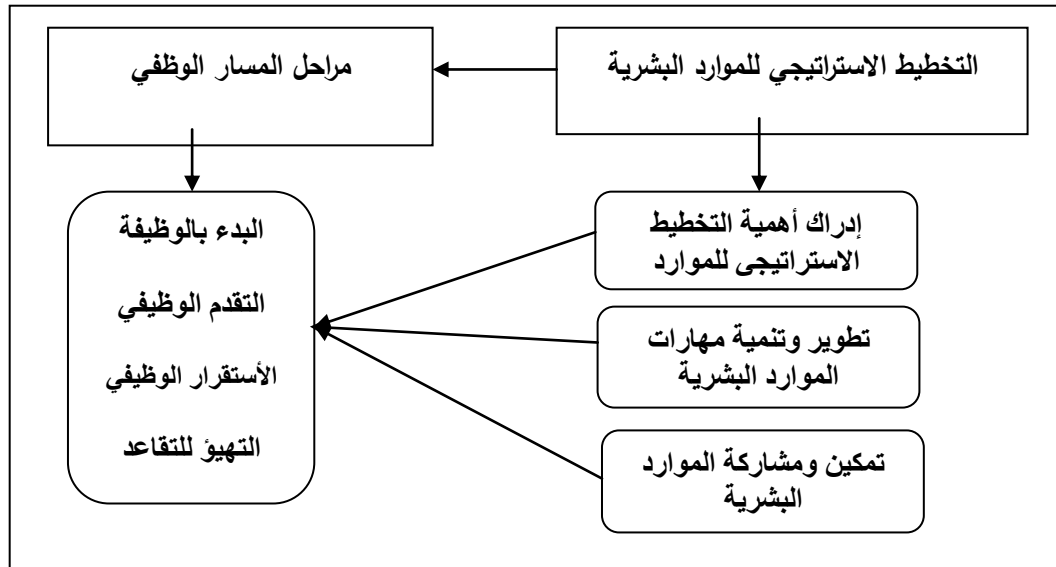 التخطيط الاستراتيجي للموارد البشرية
مراحل المسار الوظفي
إدراك أهمية التخطيط
الاستراتيجي للموارد
تطوير وتنمية مهارات
الموارد البشرية
تمكين ومشاركة الموارد
البشرية
البدء بالوظيفة
التقدم الوظيفي
الأستقرار الوظيفي
التهيؤ للتقاعد